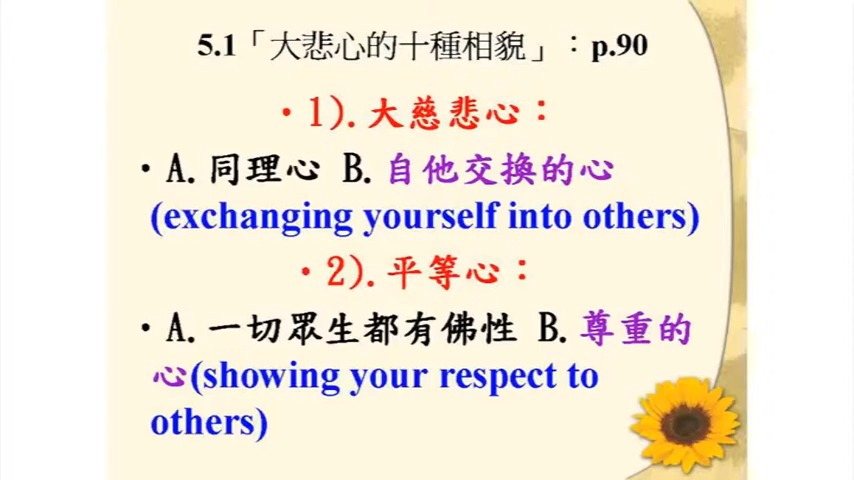 5.1「大悲心的十種相貌」：p.90
•1).大慈悲心：
•A.同理心 B.自他交換的心
(exchanging yourself into others)
•2).平等心：
•A.一切眾生都有佛性 B.尊重的
心(showing your respect to
others)